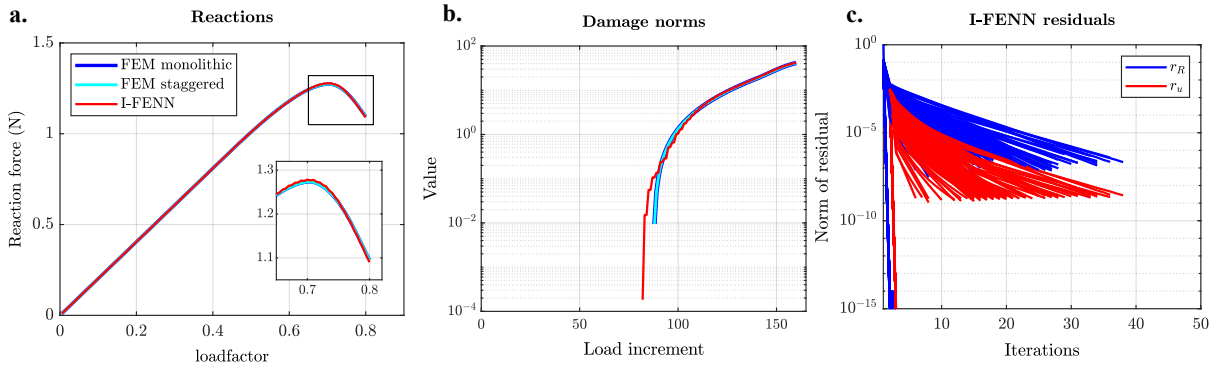 a.
Reactions
1.5
1
0.5
0
Reaction force (N)
FEM monolithic
FEM staggered
I-FENN
1.3
1.2
1.1
0.7 0.8
0 0.2 0.4 0.6 0.8
loadfactor
b.
Damage norms
10^2
10^0
10^-2
10^-4
Value
0 50 100 150
Load increment
c.
I-FENN residuals
10^0
10^-5
10^-10
10^-15
Norm of residual
r_R
r_u
10 20 30 40 50
Iterations